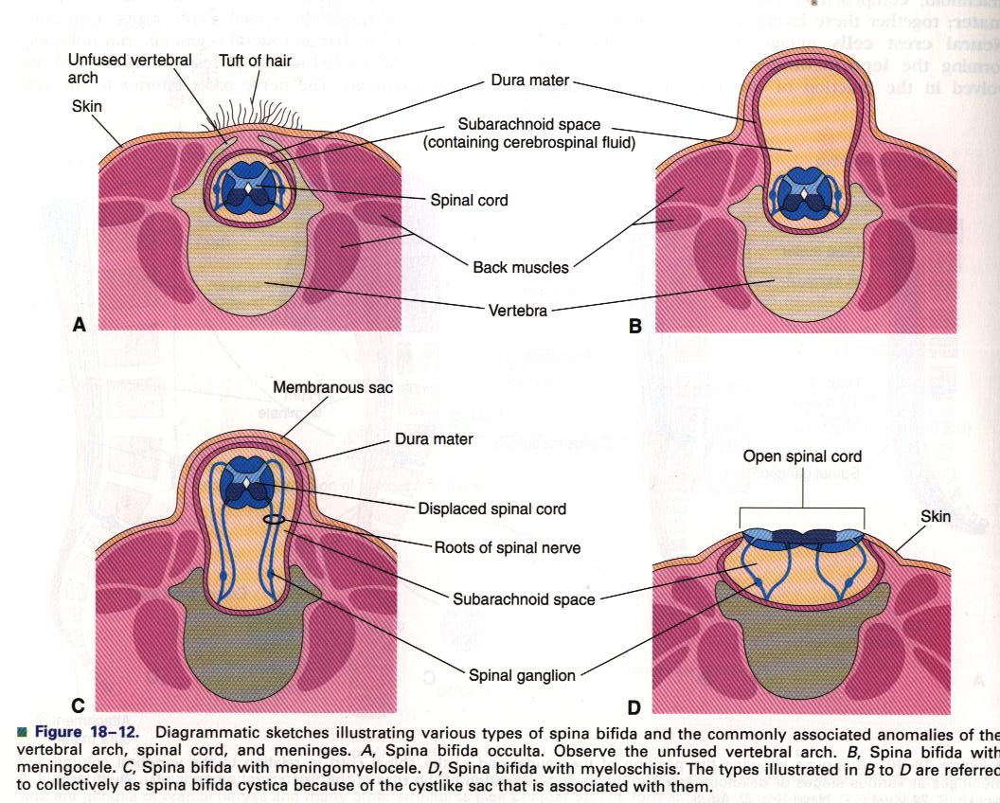 Unfused vertebral
arch
Tuft of hair
Skin
Dura mater
Subarachnoid space
(containing cerebrospinal fluid)
Spinal cord
Back muscles
Vertebra
A
B
Membranous sac
Dura mater
Displaced spinal cord
Roots of spinal nerve
Subarachnoid space
Spinal ganglion
Open spinal cord
Skin
C
D
Figure 18–12. Diagrammatic sketches illustrating various types of spina bifida and the commonly associated anomalies of the
vertebral arch, spinal cord, and meninges. A, Spina bifida occulta. Observe the unfused vertebral arch. B, Spina bifida with
meningocele. C, Spina bifida with meningomyelocele. D, Spina bifida with myeloschisis. The types illustrated in B to D are referred
to collectively as spina bifida cystica because of the cystlike sac that is associated with them.